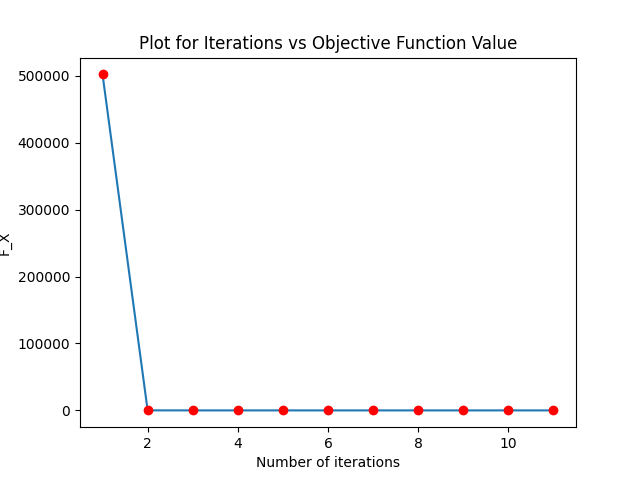 Plot for Iterations vs Objective Function Value
500000
400000
300000
200000
100000
0
F_X
2 4 6 8 10
Number of iterations